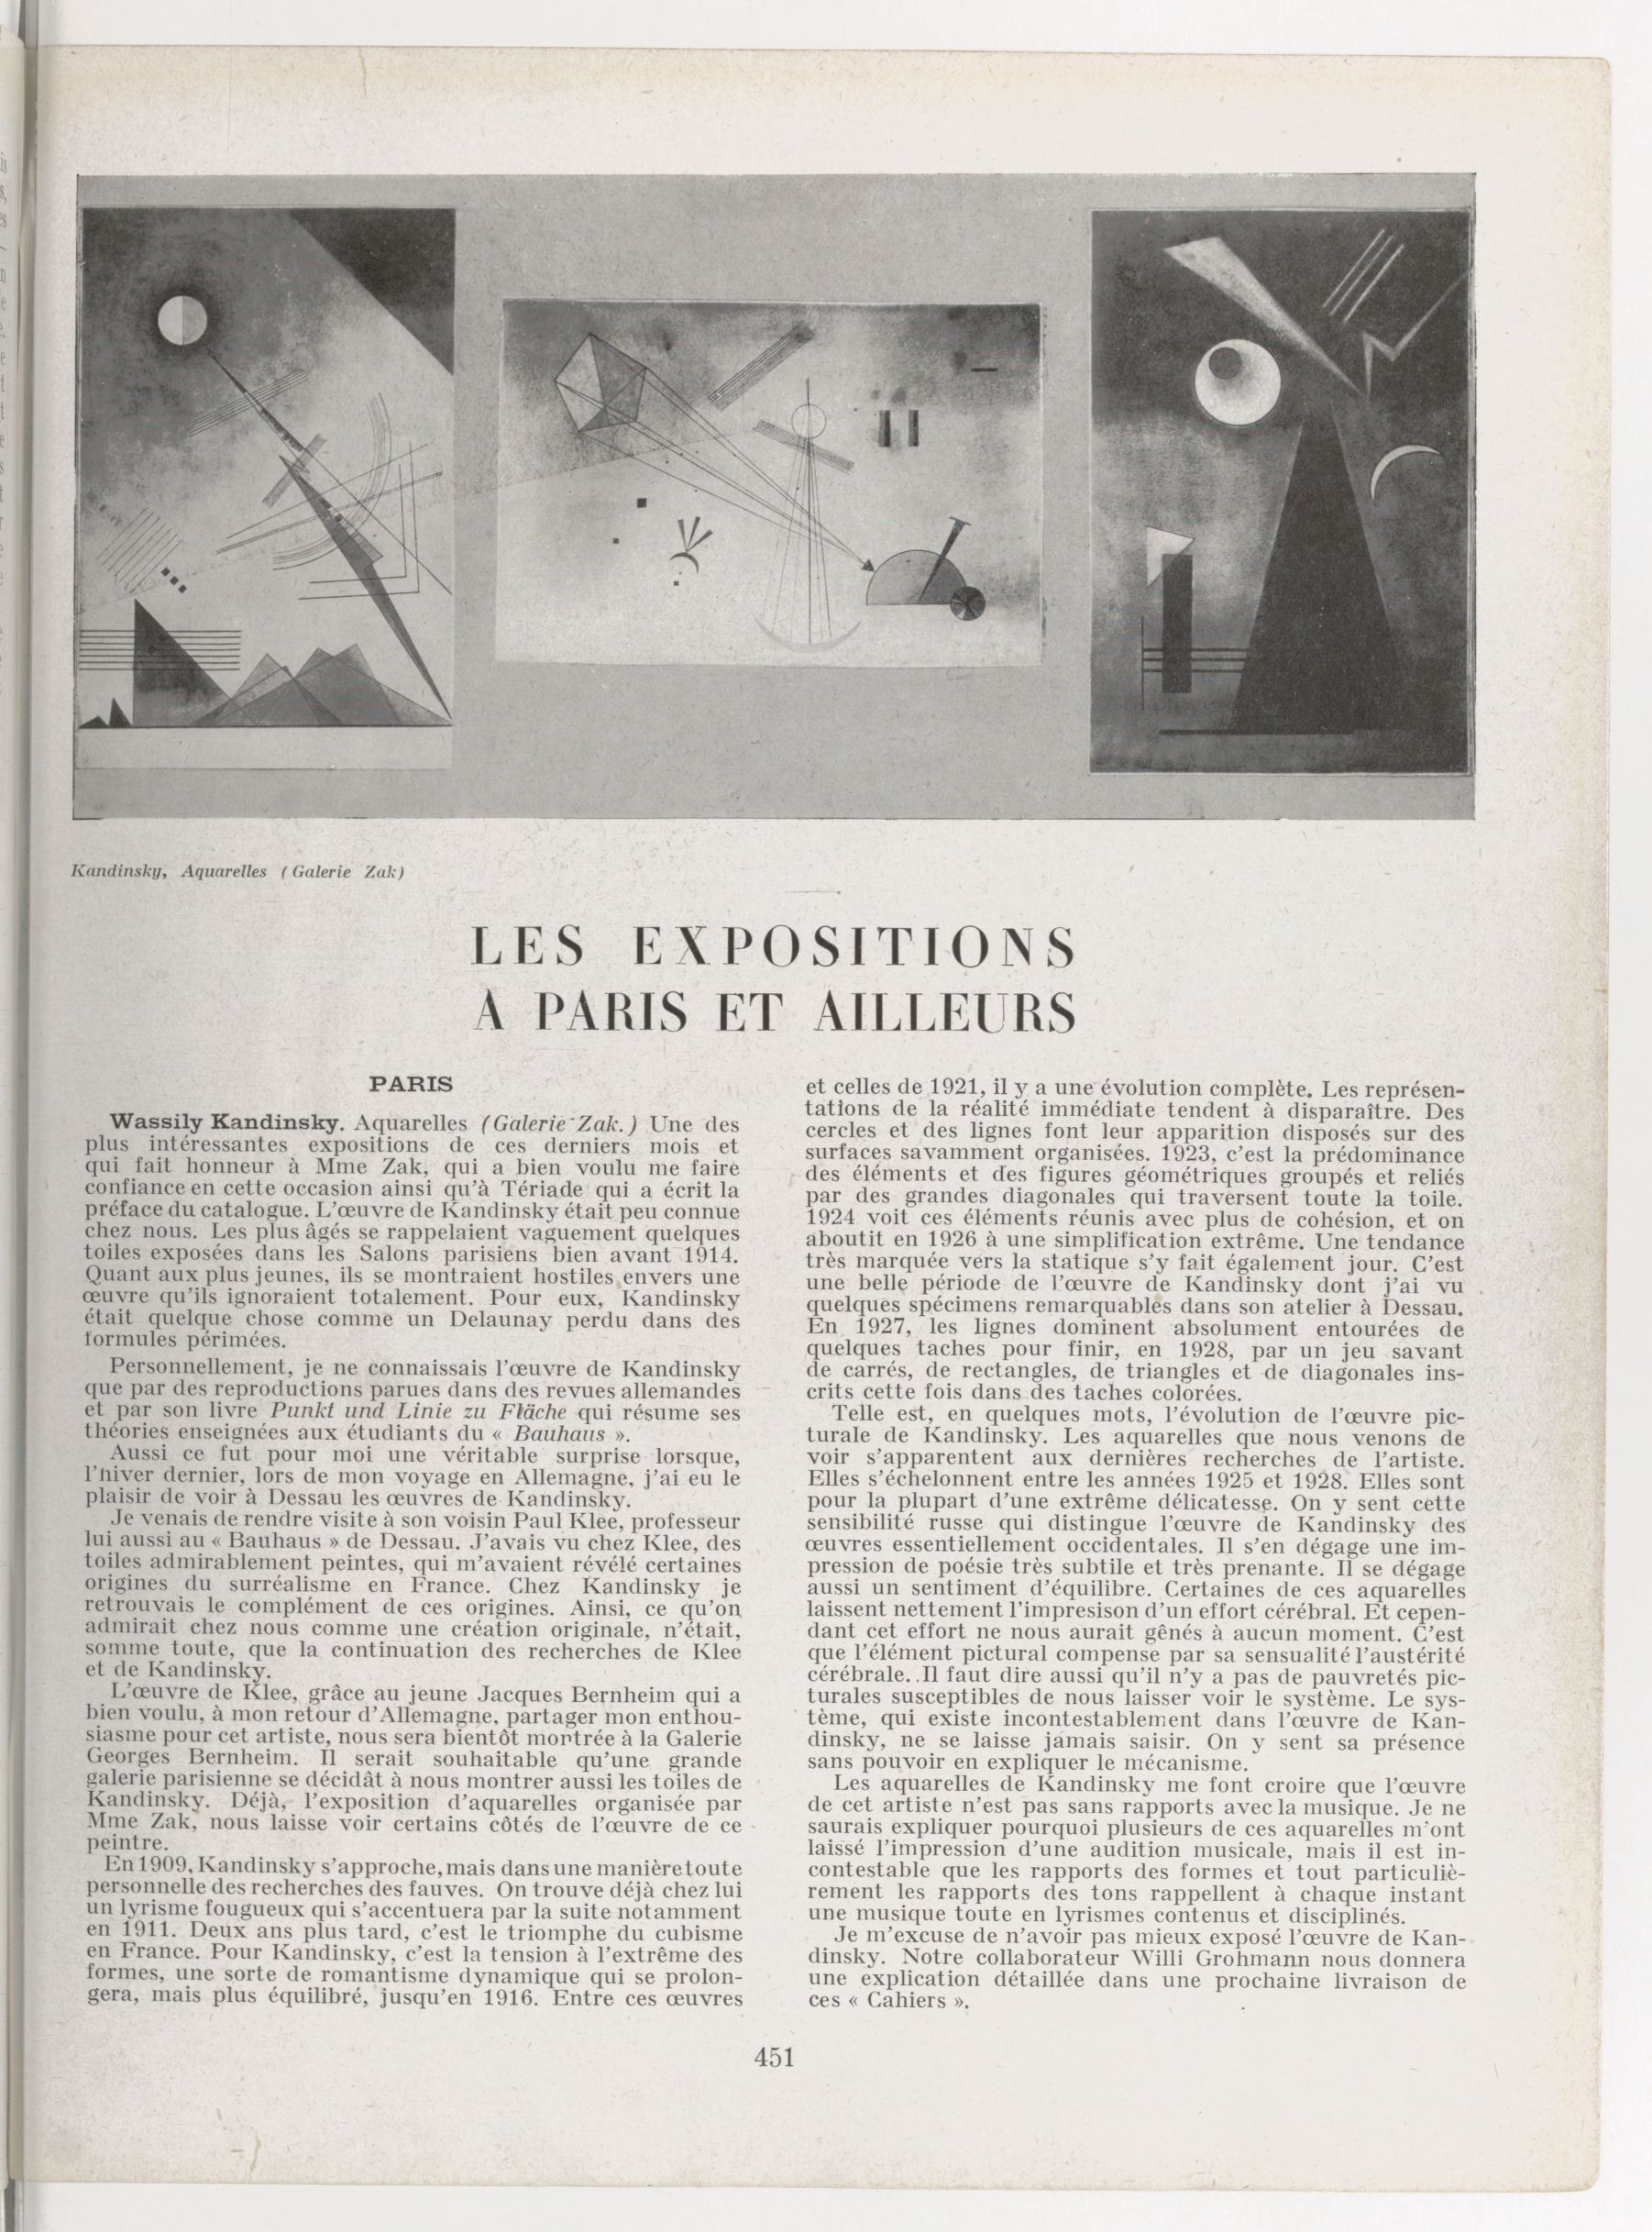 Kandinsky, Aquarelles (Galerie Zak)
LES EXPOSITIONS
A PARIS ET AILLEURS
PARIS
Wassily Kandinsky. Aquarelles (Galerie Zak.) Une des
plus intéressantes expositions de ces derniers mois et
qui fait honneur à Mme Zak, qui a bien voulu me faire
confiance en cette occasion ainsi qu'à Tériade qui a écrit la
préface du catalogue. L'œuvre de Kandinsky était peu connue
chez nous. Les plus âgés se rappelaient vaguement quelques
toiles exposées dans les Salons parisiens bien avant 1914.
Quant aux plus jeunes, ils se montraient hostiles envers une
œuvre qu'ils ignoraient totalement. Pour eux, Kandinsky
était quelque chose comme un Delaunay perdu dans des
formules périmées.
Personnellement, je ne connaissais l'œuvre de Kandinsky
que par des reproductions parues dans des revues allemandes
et par son livre Punkt und Linie zu Fläche qui résume ses
théories enseignées aux étudiants du « Bauhaus ».
Aussi ce fut pour moi une véritable surprise lorsque,
l'hiver dernier, lors de mon voyage en Allemagne, j'ai eu le
plaisir de voir à Dessau les œuvres de Kandinsky.
Je venais de rendre visite à son voisin Paul Klee, professeur
lui aussi au « Bauhaus » de Dessau. J'avais vu chez Klee, des
toiles admirablement peintes, qui m'avaient révélé certaines
origines du surréalisme en France. Chez Kandinsky je
retrouvais le complément de ces origines. Ainsi, ce qu'on
admirait chez nous comme une création originale, n'était,
somme toute, que la continuation des recherches de Klee
et de Kandinsky.
L'œuvre de Klee, grâce au jeune Jacques Bernheim qui a
bien voulu, à mon retour d'Allemagne, partager mon enthou-
siasme pour cet artiste, nous sera bientôt montrée à la Galerie
Georges Bernheim. Il serait souhaitable qu'une grande
galerie parisienne se décidât à nous montrer aussi les toiles de
Kandinsky. Déjà, l'exposition d'aquarelles organisée par
Mme Zak, nous laisse voir certains côtés de l'œuvre de ce
peintre.
En 1909, Kandinsky s'approche, mais dans une manière toute
personnelle des recherches des fauves. On trouve déjà chez lui
un lyrisme fougueux qui s'accentuera par la suite notamment
en 1911. Deux ans plus tard, c'est le triomphe du cubisme
en France. Pour Kandinsky, c'est la tension à l'extrême des
formes, une sorte de romantisme dynamique qui se prolon-
gera, mais plus équilibré, jusqu'en 1916. Entre ces œuvres
et celles de 1921, il y a une évolution complète. Les représen-
tations de la réalité immédiate tendent à disparaître. Des
cercles et des lignes font leur apparition disposés sur des
surfaces savamment organisées. 1923, c'est la prédominance
des éléments et des figures géométriques groupés et reliés
par des grandes diagonales qui traversent toute la toile.
1924 voit ces éléments réunis avec plus de cohésion, et on
aboutit en 1926 à une simplification extrême. Une tendance
très marquée vers la statique s'y fait également jour. C'est
une belle période de l'œuvre de Kandinsky dont j'ai vu
quelques spécimens remarquables dans son atelier à Dessau.
En 1927, les lignes dominent absolument entourées de
quelques taches pour finir, en 1928, par un jeu savant
de carrés, de rectangles, de triangles et de diagonales ins-
crits cette fois dans des taches colorées.
Telle est, en quelques mots, l'évolution de l'œuvre pic-
turale de Kandinsky. Les aquarelles que nous venons de
voir s'apparentent aux dernières recherches de l'artiste.
Elles s'échelonnent entre les années 1925 et 1928. Elles sont
pour la plupart d'une extrême délicatesse. On y sent cette
sensibilité russe qui distingue l'œuvre de Kandinsky des
œuvres essentiellement occidentales. Il s'en dégage une im-
pression de poésie très subtile et très prenante. Il se dégage
aussi un sentiment d'équilibre. Certaines de ces aquarelles
laissent nettement l'impresison d'un effort cérébral. Et cepen-
dant cet effort ne nous aurait gênés à aucun moment. C'est
que l'élément pictural compense par sa sensualité l'austérité
cérébrale. Il faut dire aussi qu'il n'y a pas de pauvretés pic-
turales susceptibles de nous laisser voir le système. Le sys-
tème, qui existe incontestablement dans l'œuvre de Kan-
dinsky, ne se laisse jamais saisir. On y sent sa présence
sans pouvoir en expliquer le mécanisme.
Les aquarelles de Kandinsky me font croire que l'œuvre
de cet artiste n'est pas sans rapports avec la musique. Je ne
saurais expliquer pourquoi plusieurs de ces aquarelles m'ont
laissé l'impression d'une audition musicale, mais il est in-
contestable que les rapports des formes et tout particuliè-
rement les rapports des tons rappellent à chaque instant
une musique toute en lyrismes contenus et disciplinés.
Je m'excuse de n'avoir pas mieux exposé l'œuvre de Kan-
dinsky. Notre collaborateur Willi Grohmann nous donnera
une explication détaillée dans une prochaine livraison de
ces « Cahiers ».
451